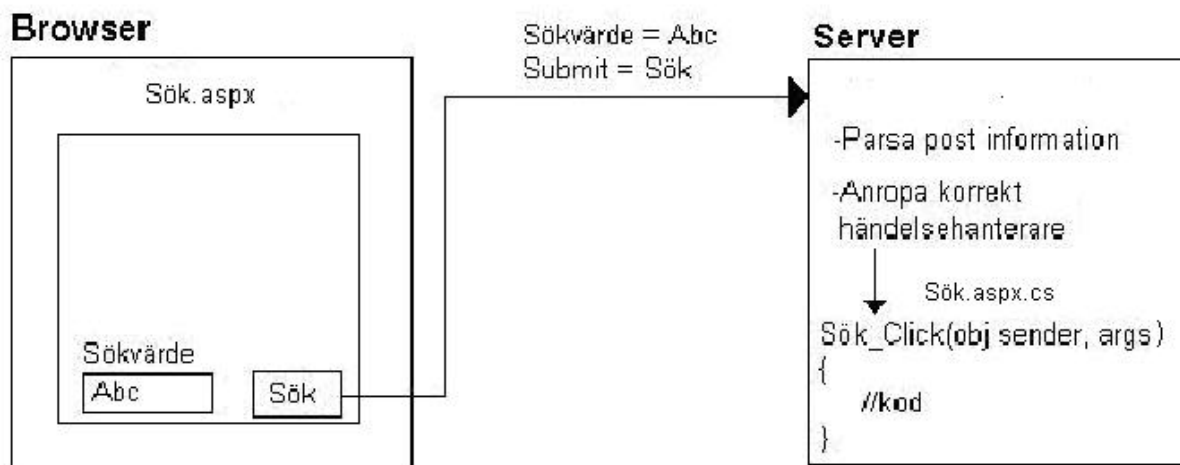 Browser
Sök.aspx
Sökvärde
Abc
Sök
Sökvärde = Abc
Submit = Sök
Server
-Parsa post information
-Anropa korrekt
händelsehanterare
Sök.aspx.cs
Sök_Click(obj sender, args)
{
//kod
}